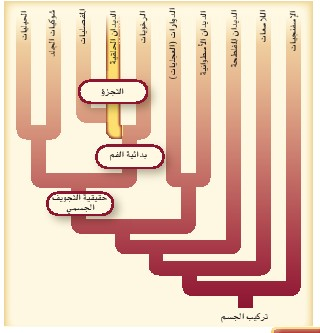 الإسفنجيات
اللاسعات
الديدان المفلطحة
الديدان الأسطوانية
الدوارات (العجليات)
الرخويات
الديدان الحلقية
المفصليات
شوكيات الجلد
الحبليات
التجزؤ
بدائية الفم
حقيقية التجويف
الجسمي
تركيب الجسم